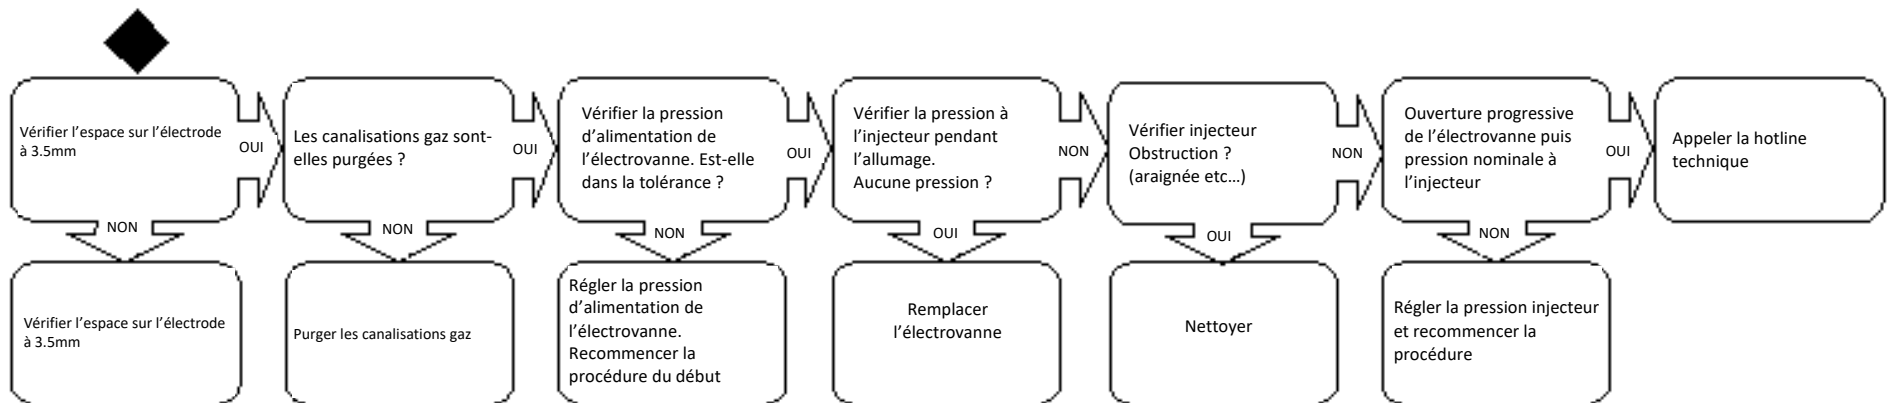 Vérifier l’espace sur l’électrode
à 3.5mm
OUI
Les canalisations gaz sont-
elles purgées ?
OUI
Vérifier la pression
d’alimentation de
l’électrovanne. Est-elle
dans la tolérance ?
OUI
Vérifier la pression à
l’injecteur pendant
l’allumage.
Aucune pression ?
NON
Vérifier injecteur
Obstruction ?
(araignée etc…)
NON
Ouverture progressive
de l’électrovanne puis
pression nominale à
l’injecteur
OUI
Appeler la hotline
technique
NON
NON
NON
OUI
OUI
NON
Vérifier l’espace sur l’électrode
à 3.5mm
Purger les canalisations gaz
Régler la pression
d’alimentation de
l’électrovanne.
Recommencer la
procédure du début
Remplacer
l’électrovanne
Nettoyer
Régler la pression injecteur
et recommencer la
procédure